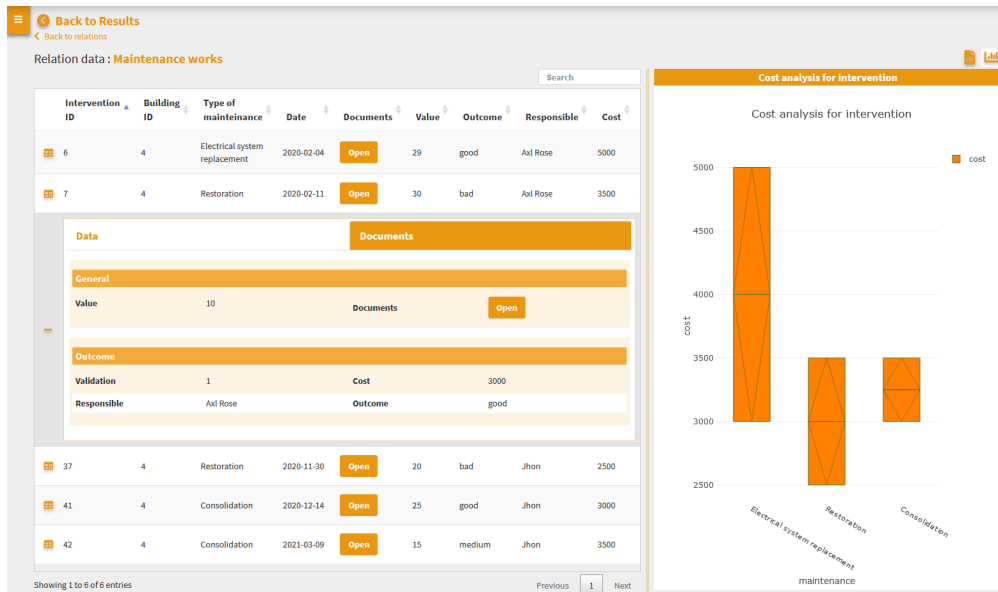 Back to Results
Back to relations
Relation data : Maintenance works
Search
Intervention ID Building ID Type of mainteinance Date Documents Value Outcome Responsible Cost
6 4 Electrical system replacement 2020-02-04 Open 29 good Axl Rose 5000
7 4 Restoration 2020-02-11 Open 30 bad Axl Rose 3500
Data Documents
General
Value 10 Documents Open
Outcome
Validation 1 Cost 3000
Responsible Axl Rose Outcome good
37 4 Restoration 2020-11-30 Open 20 bad Jhon 2500
41 4 Consolidation 2020-12-14 Open 25 good Jhon 3000
42 4 Consolidation 2021-03-09 Open 15 medium Jhon 3500
Showing 1 to 6 of 6 entries
Previous 1 Next
Cost analysis for intervention
Cost analysis for intervention
cost
5000
4500
4000
3500
3000
2500
cost
Electrical system replacement
Restoration
Consolidation
maintenance